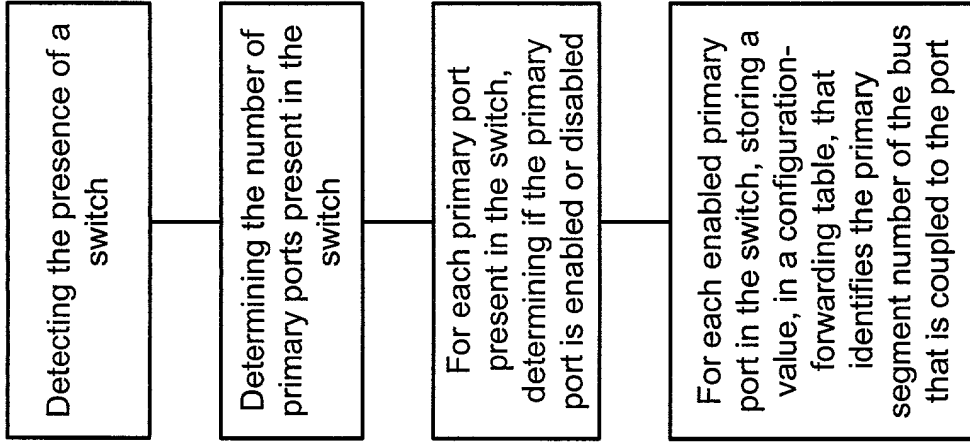 Detecting the presence of a
switch
Determining the number of
primary ports present in the
switch
For each primary port
present in the switch,
determining if the primary
port is enabled or disabled
For each enabled primary
port in the switch, storing a
value, in a configuration-
forwarding table, that
identifies the primary
segment number of the bus
that is coupled to the port